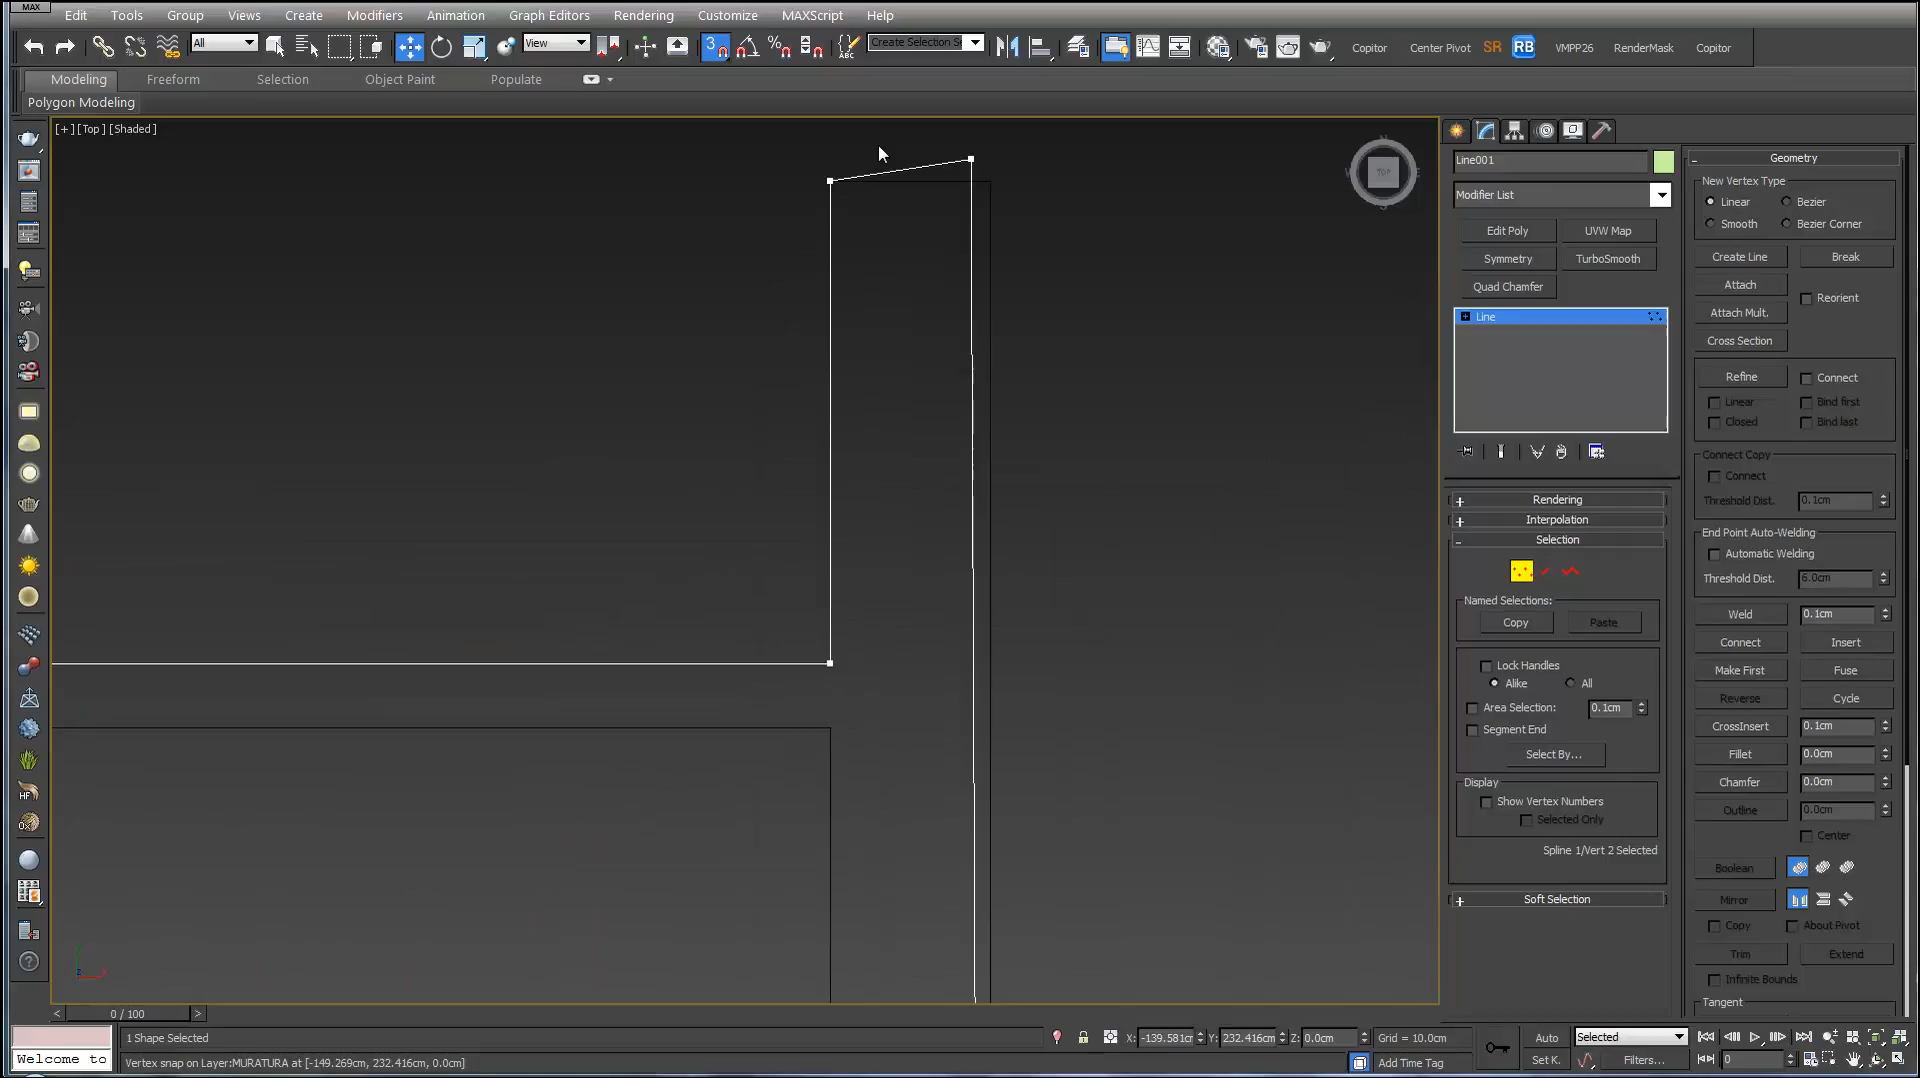 MAX
Edit Tools Group Views Create Modifiers Animation Graph Editors Rendering Customize MAXScript Help
All View 3 % ABC Create Selection Se Copitor Center Pivot SR RB VMPP26 RenderMask Copitor
Modeling Freeform Selection Object Paint Populate
Polygon Modeling
[+] [Top] [Shaded]
TOP
Line001
Modifier List
Edit Poly UVW Map
Symmetry TurboSmooth
Quad Chamfer
Line
Rendering
Interpolation
Selection
Named Selections:
Copy Paste
Lock Handles
Alike All
Area Selection: 0.1cm
Segment End
Select By...
Display
Show Vertex Numbers
Selected Only
Spline 1/Vert 2 Selected
Soft Selection
Geometry
New Vertex Type
Linear Bezier
Smooth Bezier Corner
Create Line Break
Attach
Reorient
Attach Mult.
Cross Section
Refine Connect
Linear Bind first
Closed Bind last
Connect Copy
Connect
Threshold Dist. 0.1cm
End Point Auto-Welding
Automatic Welding
Threshold Dist. 6.0cm
Weld 0.1cm
Connect Insert
Make First Fuse
Reverse Cycle
CrossInsert 0.1cm
Fillet 0.0cm
Chamfer 0.0cm
Outline 0.0cm
Center
Boolean
Mirror
Copy About Pivot
Trim Extend
Infinite Bounds
Tangent
< 0 / 100 >
1 Shape Selected X: -139.581cr Y: 232.416cm Z: 0.0cm Grid = 10.0cm Auto Selected
Welcome to Vertex snap on Layer:MURATURA at [-149.269cm, 232.416cm, 0.0cm] Add Time Tag Set K. Filters... 0